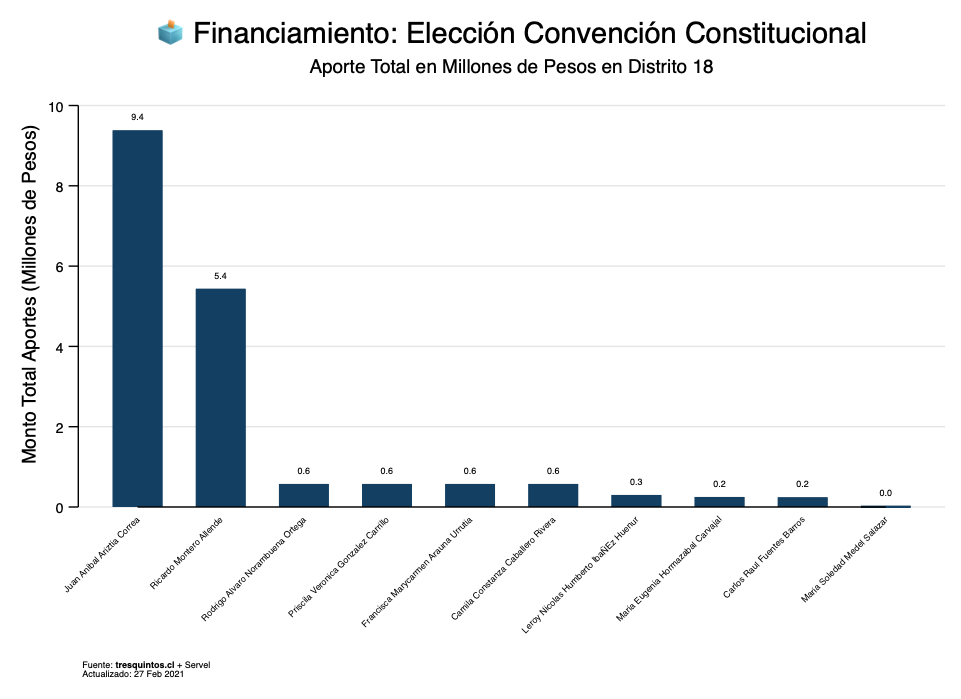 Financiamiento: Elección Convención Constitucional
Aporte Total en Millones de Pesos en Distrito 18
Monto Total Aportes (Millones de Pesos)
10
8
6
4
2
0
9.4
5.4
0.6
0.6
0.6
0.6
0.3
0.2
0.2
0.0
Juan Anibal Ariztia Correa
Ricardo Montero Allende
Rodrigo Alvaro Norambuena Ortega
Priscila Veronica Gonzalez Carrillo
Francisca Marycarmen Arauna Urrutia
Camila Constanza Caballero Rivera
Leroy Nicolas Humberto IbaÑEz Huenur
Maria Eugenia Hormazabal Carvajal
Carlos Raul Fuentes Barros
Maria Soledad Medel Salazar
Fuente: tresquintos.cl + Servel
Actualizado: 27 Feb 2021